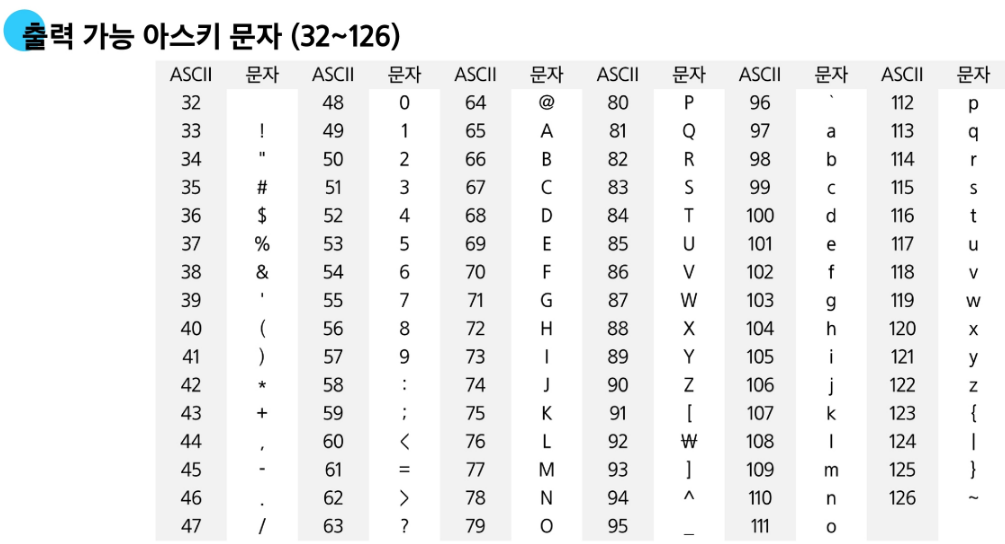 출력 가능 아스키 문자 (32~126)
ASCII 문자 ASCII 문자 ASCII 문자 ASCII 문자 ASCII 문자 ASCII 문자
32 48 0 64 @ 80 P 96 ` 112 p
33 ! 49 1 65 A 81 Q 97 a 113 q
34 " 50 2 66 B 82 R 98 b 114 r
35 # 51 3 67 C 83 S 99 c 115 s
36 $ 52 4 68 D 84 T 100 d 116 t
37 % 53 5 69 E 85 U 101 e 117 u
38 & 54 6 70 F 86 V 102 f 118 v
39 ' 55 7 71 G 87 W 103 g 119 w
40 ( 56 8 72 H 88 X 104 h 120 x
41 ) 57 9 73 I 89 Y 105 i 121 y
42 * 58 : 74 J 90 Z 106 j 122 z
43 + 59 ; 75 K 91 [ 107 k 123 {
44 , 60 < 76 L 92 ₩ 108 l 124 |
45 - 61 = 77 M 93 ] 109 m 125 }
46 . 62 > 78 N 94 ^ 110 n 126 ~
47 / 63 ? 79 O 95 _ 111 o